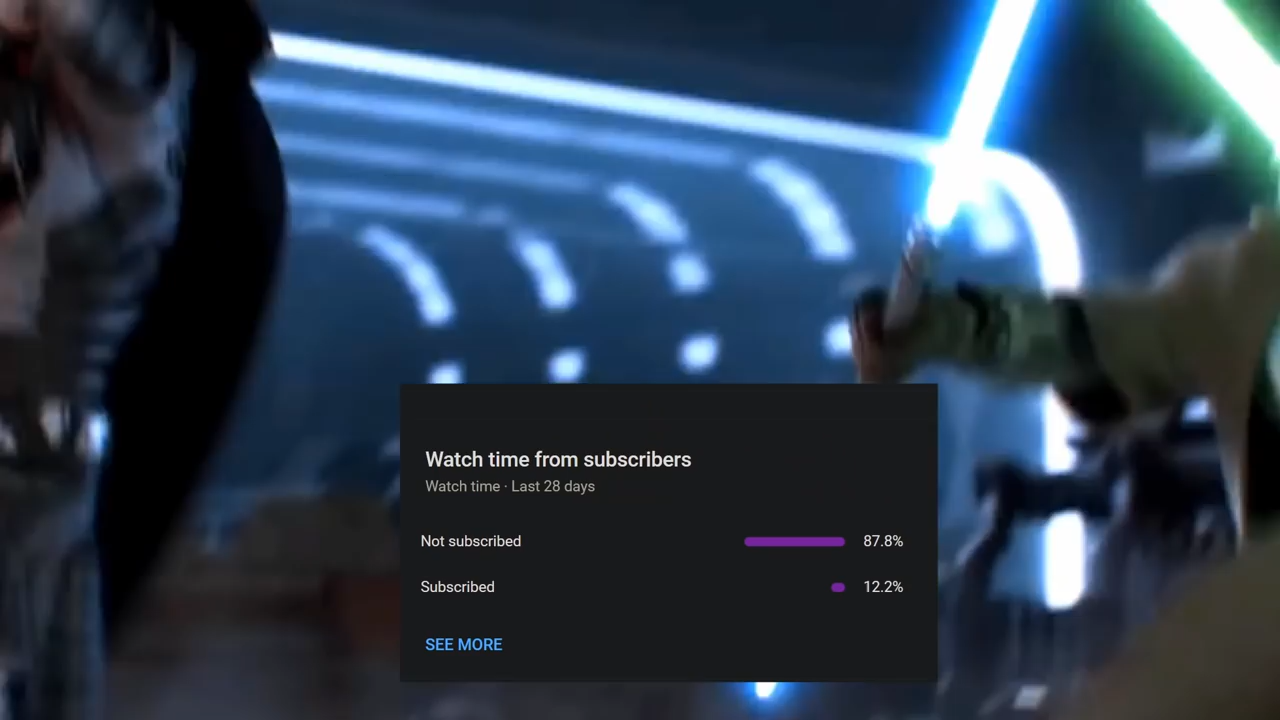 Watch time from subscribers
Watch time · Last 28 days
Not subscribed 87.8%
Subscribed 12.2%
SEE MORE